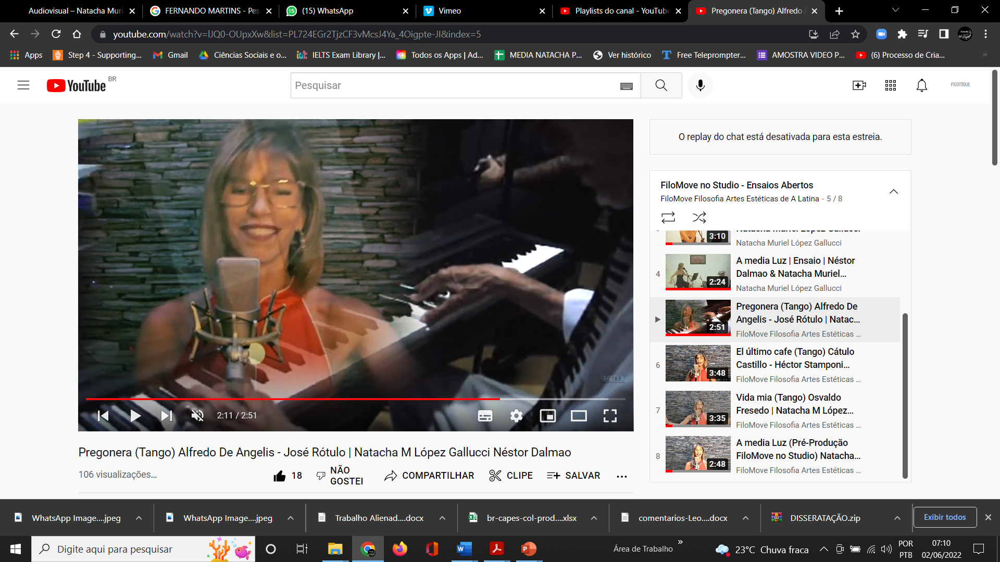 Audiovisual – Natacha Muri
FERNANDO MARTINS - Pes
(15) WhatsApp
Vimeo
Playlists do canal - YouTube
Pregonera (Tango) Alfredo
youtube.com/watch?v=lJQ0-OUpxXw&list=PL724EGr2TjzCF3vMcsJ4Ya_4Oigpte-JI&index=5
Apps
Step 4 - Supporting...
Gmail
Ciências Sociais e o...
IELTS Exam Library |...
Todos os Apps | Ad...
MEDIA NATACHA P...
Ver histórico
Free Teleprompter...
AMOSTRA VIDEO P...
(6) Processo de Cria...
YouTube BR
Pesquisar
FILOMOVE
O replay do chat está desativada para esta estreia.
FiloMove no Studio - Ensaios Abertos
FiloMove Filosofia Artes Estéticas de A Latina - 5 / 8
3:10
Natacha Muriel López Gallucci
Natacha Muriel López Gallucci
4
2:24
A media Luz | Ensaio | Néstor
Dalmao & Natacha Muriel...
Natacha Muriel López Gallucci
2:51
Pregonera (Tango) Alfredo De
Angelis - José Rótulo | Natac...
FiloMove Filosofia Artes Estéticas ...
6
3:48
El último cafe (Tango) Cátulo
Castillo - Héctor Stamponi...
FiloMove Filosofia Artes Estéticas ...
7
3:35
Vida mia (Tango) Osvaldo
Fresedo | Natacha M López...
FiloMove Filosofia Artes Estéticas ...
8
2:48
A media Luz (Pré-Produção
FiloMove no Studio) Natacha...
FiloMove Filosofia Artes Estéticas ...
FILOMOVE
2:11 / 2:51
Pregonera (Tango) Alfredo De Angelis - José Rótulo | Natacha M López Gallucci Néstor Dalmao
106 visualizações...
18
NÃO
GOSTEI
COMPARTILHAR
CLIPE
SALVAR
WhatsApp Image....jpeg
WhatsApp Image....jpeg
Trabalho Alienad....docx
br-capes-col-prod....xlsx
comentarios-Leo....docx
DISSERATAÇÃO.zip
Exibir todos
Digite aqui para pesquisar
Área de Trabalho
23°C Chuva fraca
POR
PTB
07:10
02/06/2022